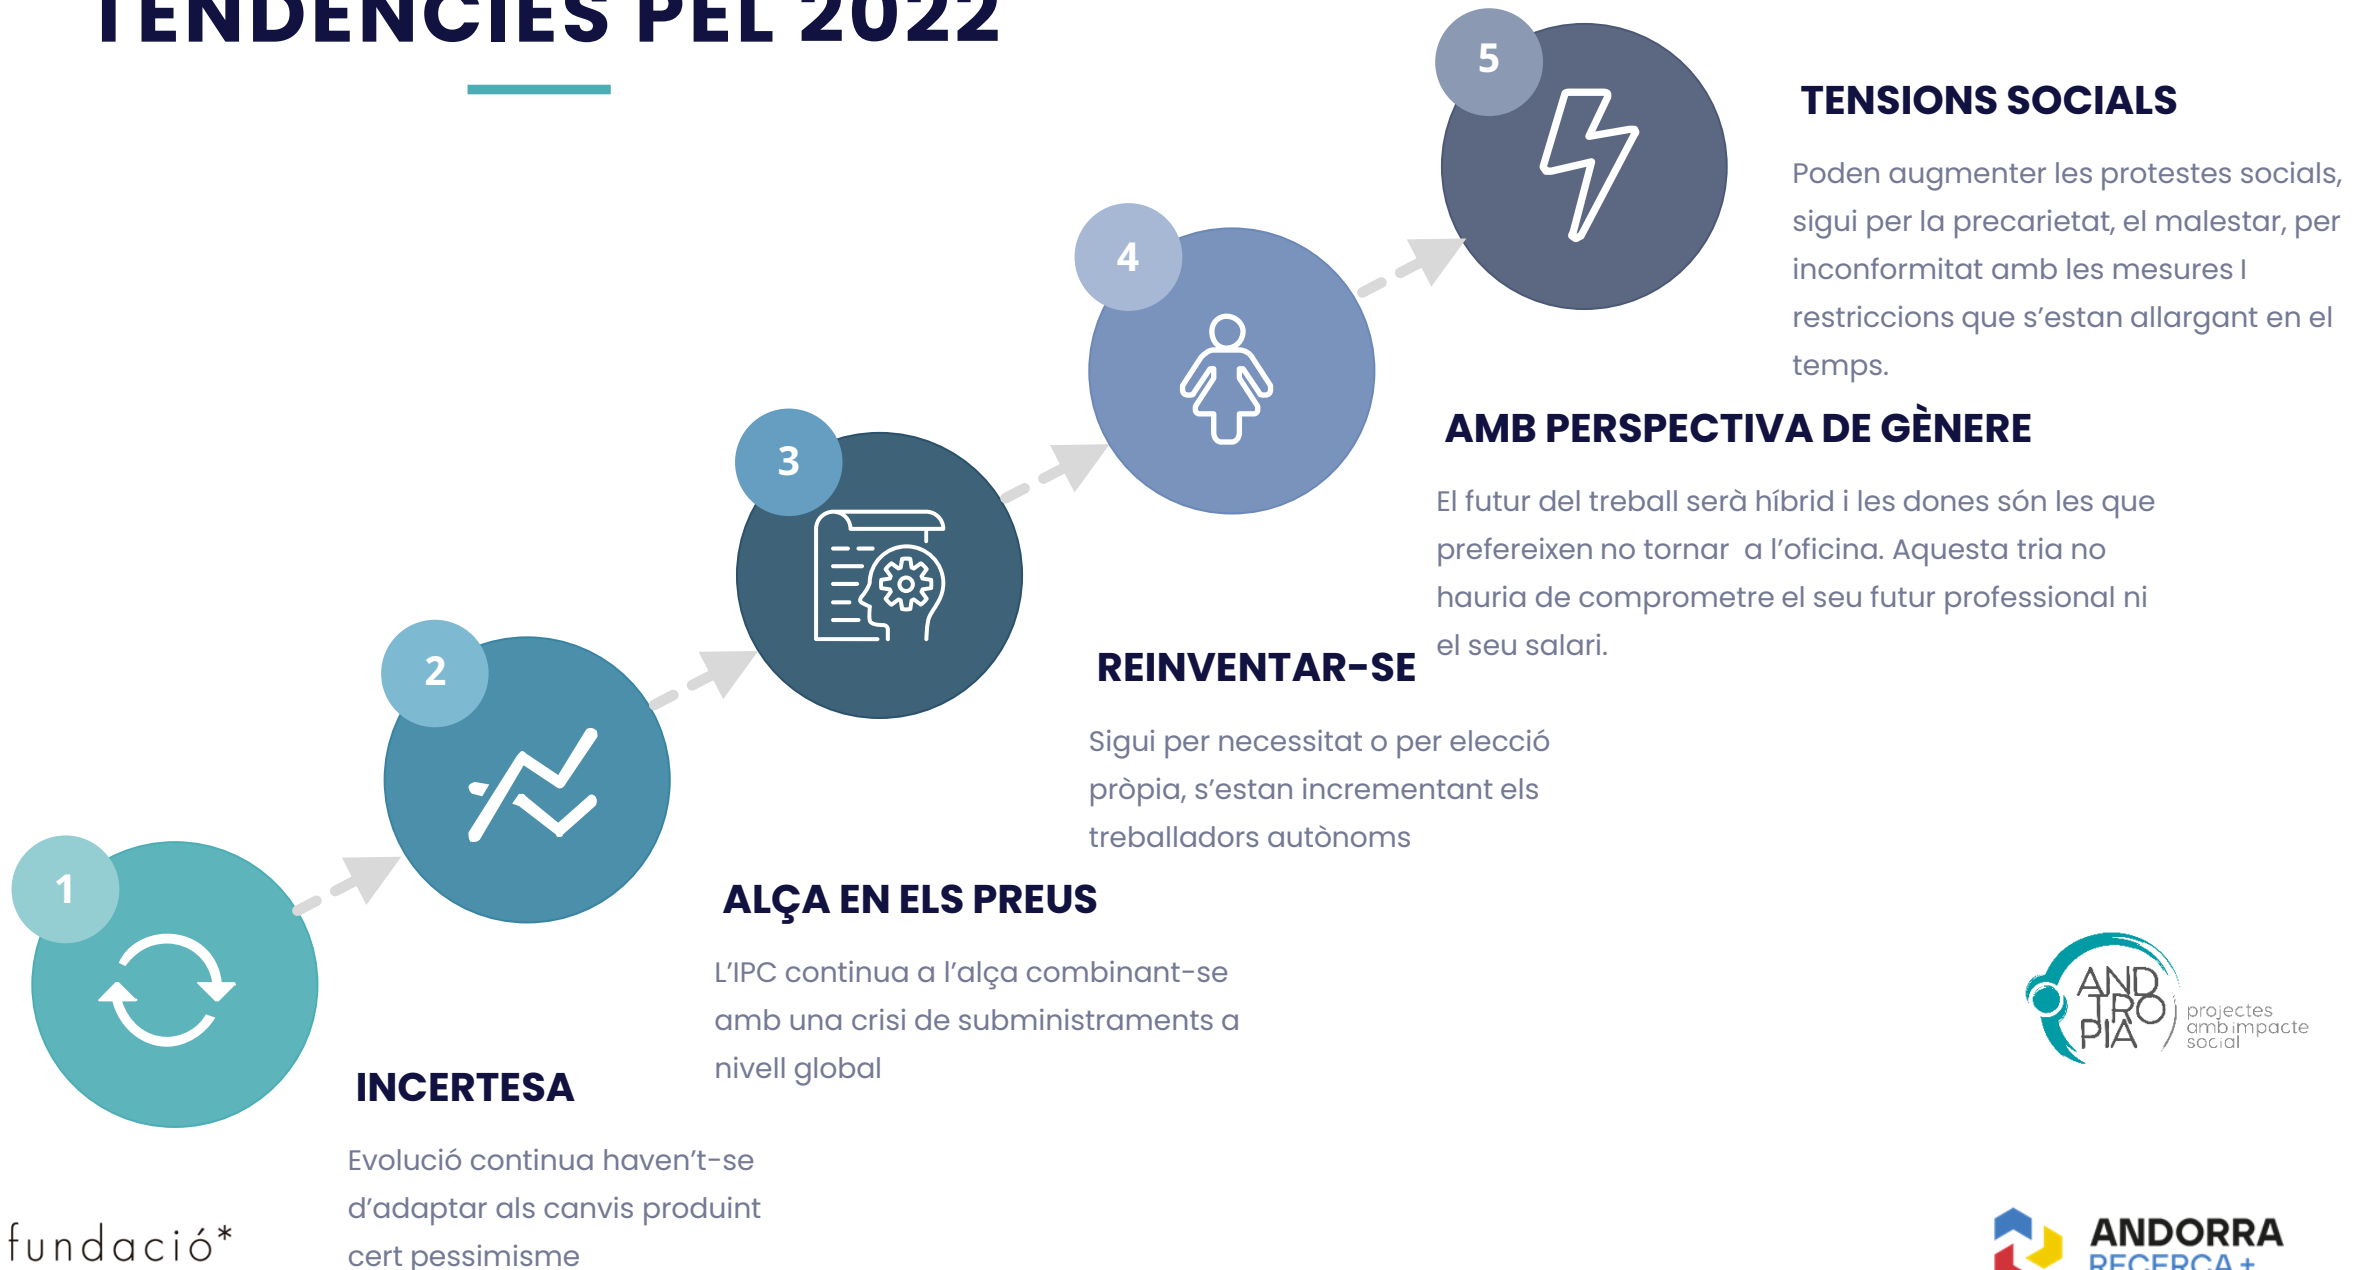 TENDÈNCIES PEL 2022
5
TENSIONS SOCIALS
Poden augmenter les protestes socials,
sigui per la precarietat, el malestar, per
inconformitat amb les mesures I
restriccions que s’estan allargant en el
temps.
4
AMB PERSPECTIVA DE GÈNERE
El futur del treball serà híbrid i les dones són les que
prefereixen no tornar a l’oficina. Aquesta tria no
hauria de comprometre el seu futur professional ni
el seu salari.
3
REINVENTAR-SE
Sigui per necessitat o per elecció
pròpia, s’estan incrementant els
treballadors autònoms
2
ALÇA EN ELS PREUS
L’IPC continua a l’alça combinant-se
amb una crisi de subministraments a
nivell global
1
INCERTESA
Evolució continua haven’t-se
d’adaptar als canvis produint
cert pessimisme
AND
TRO
PIA
projectes
amb impacte
social
fundació*
ANDORRA
RECERCA +